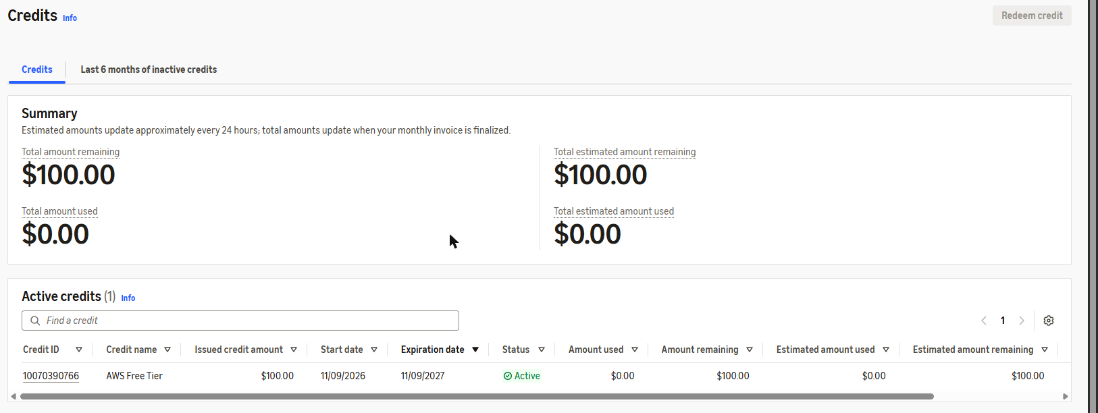 Credits Info
Redeem credit
Credits
Last 6 months of inactive credits
Summary
Estimated amounts update approximately every 24 hours; total amounts update when your monthly invoice is finalized.
Total amount remaining
$100.00
Total estimated amount remaining
$100.00
Total amount used
$0.00
Total estimated amount used
$0.00
Active credits (1) Info
Find a credit
1
Credit ID Credit name Issued credit amount Start date Expiration date Status Amount used Amount remaining Estimated amount used Estimated amount remaining
10070390766 AWS Free Tier $100.00 11/09/2026 11/09/2027 Active $0.00 $100.00 $0.00 $100.00